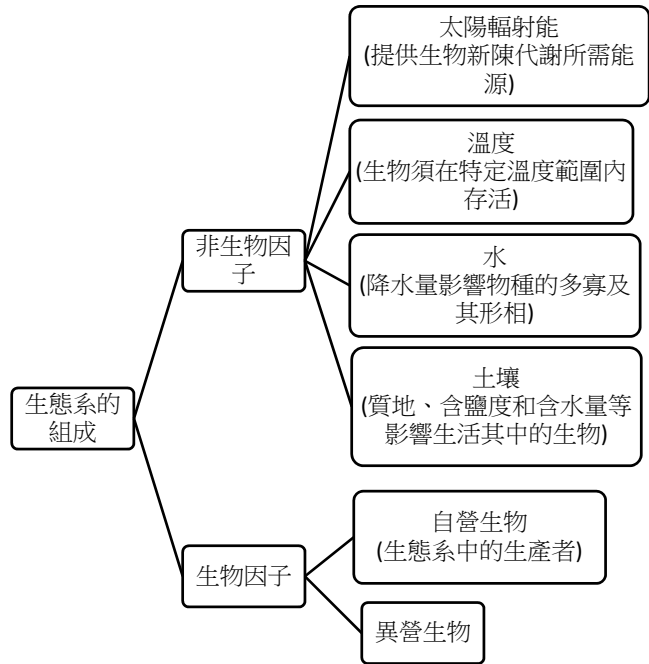 生態系的
組成
非生物因
子
太陽輻射能
(提供生物新陳代謝所需能
源)
溫度
(生物須在特定溫度範圍內
存活)
水
(降水量影響物種的多寡及
其形相)
土壤
(質地、含鹽度和含水量等
影響生活其中的生物)
生物因子
自營生物
(生態系中的生產者)
異營生物